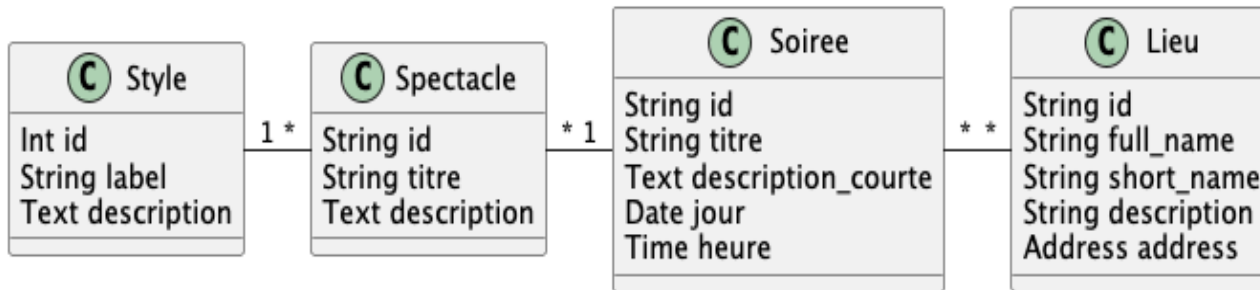 C Style
Int id
String label
Text description
1 *
C Spectacle
String id
String titre
Text description
* 1
C Soiree
String id
String titre
Text description_courte
Date jour
Time heure
* *
C Lieu
String id
String full_name
String short_name
String description
Address address